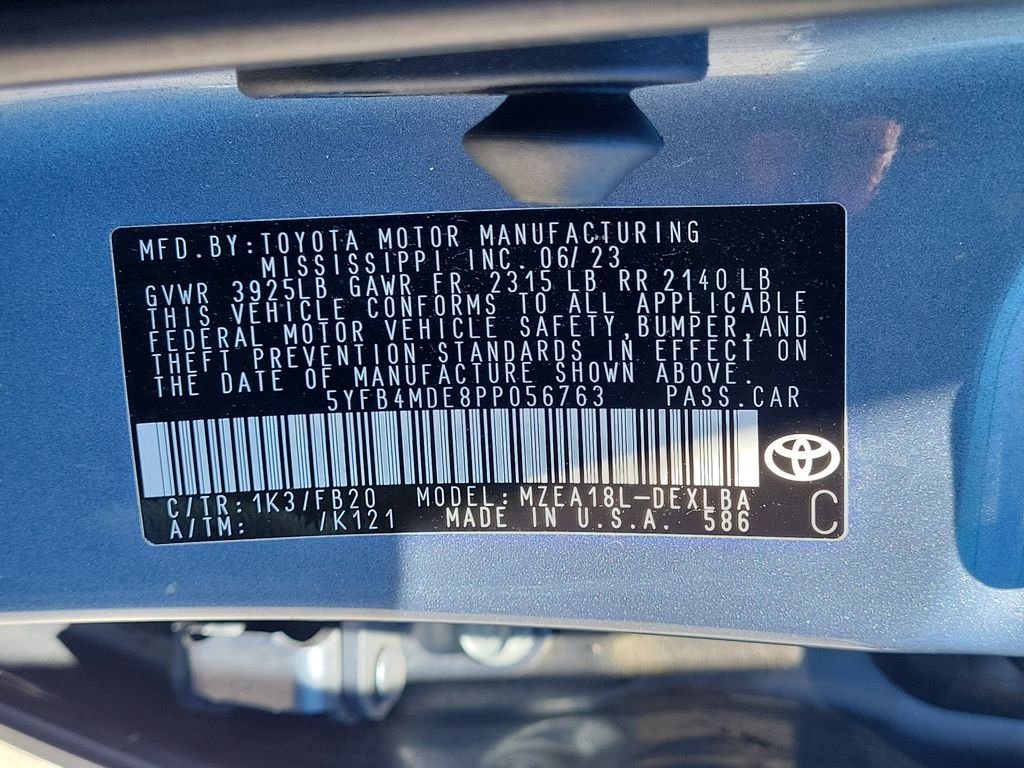 MFD. BY: TOYOTA MOTOR MANUFACTURING
MISSISSIPPI INC. 06/23
GVWR 3925LB GAWR FR 2315 LB RR 2140 LB
THIS VEHICLE CONFORMS TO ALL APPLICABLE
FEDERAL MOTOR VEHICLE SAFETY, BUMPER, AND
THEFT PREVENTION STANDARDS IN EFFECT ON
THE DATE OF MANUFACTURE SHOWN ABOVE.
5YFB4MDE8PP056763 PASS. CAR
C/TR: 1K3/FB20 MODEL: MZEA18L-DEXLBA
A/TM: /K121 MADE IN U.S.A. 586 C